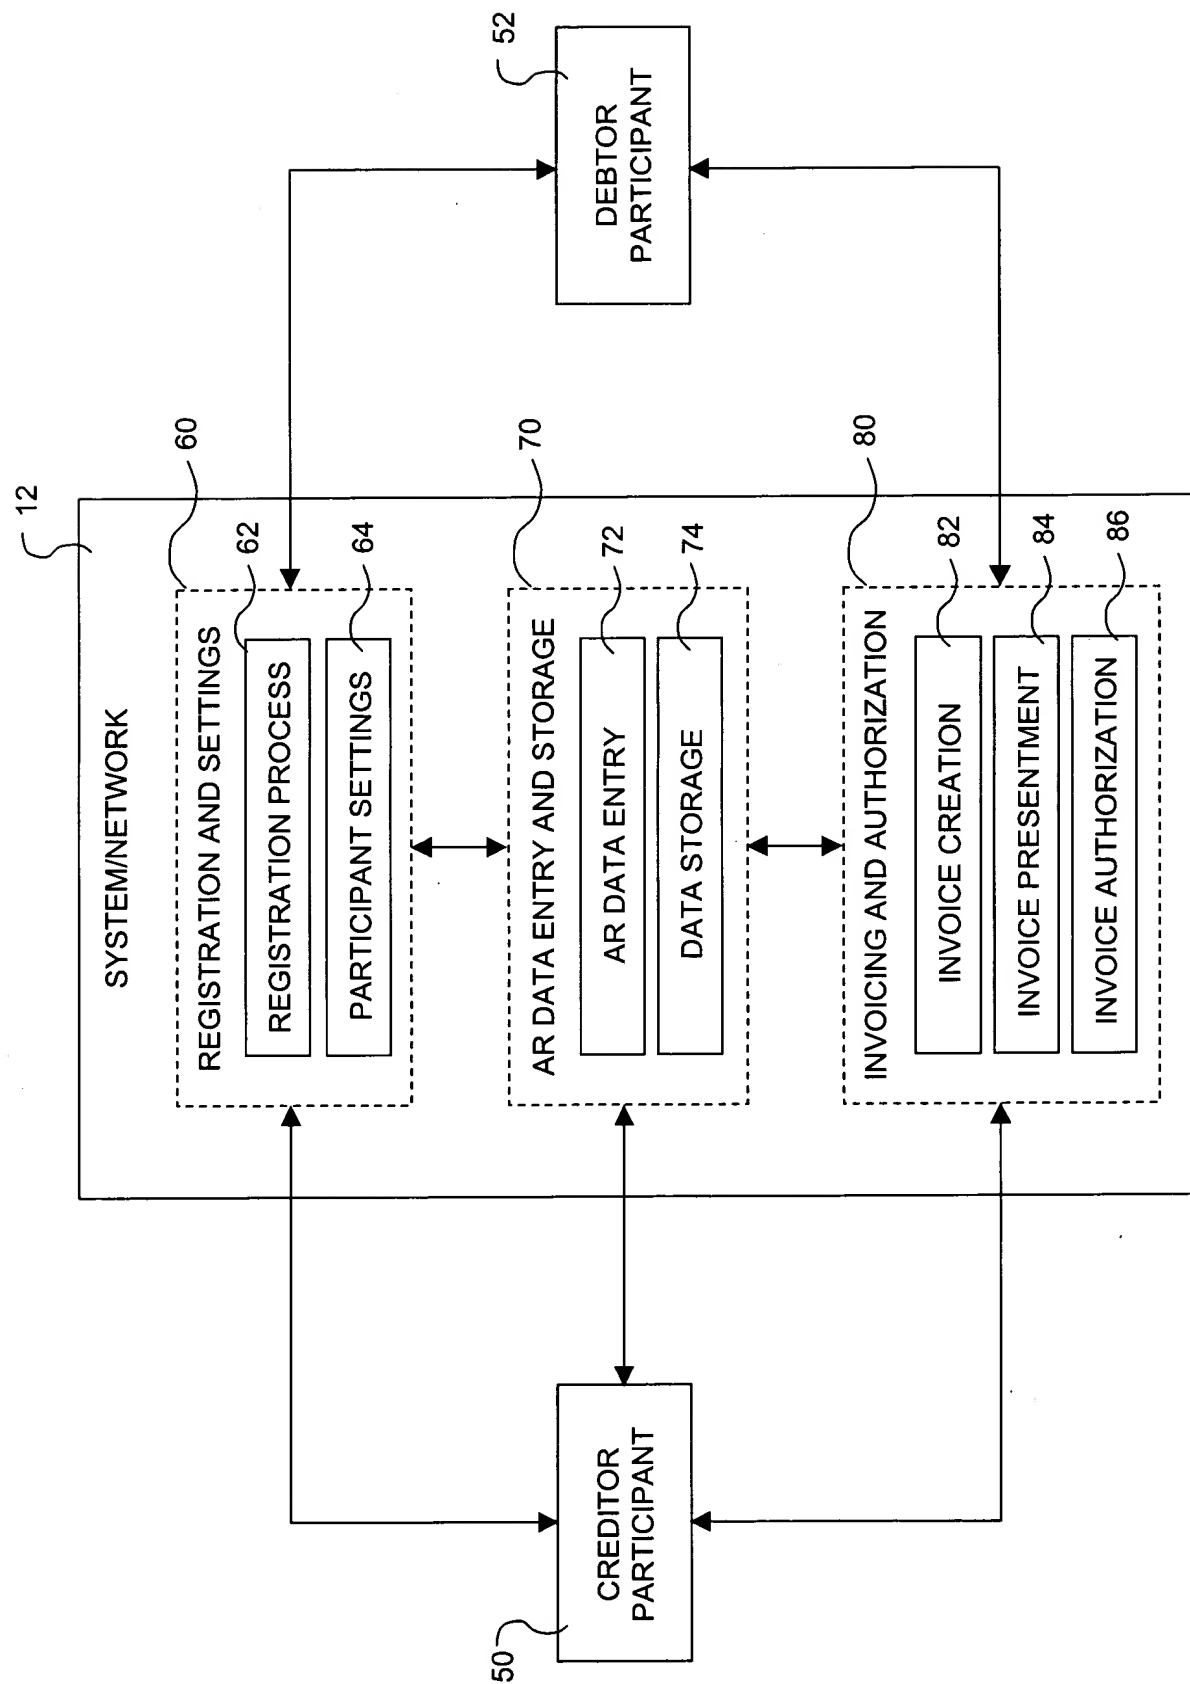 12
SYSTEM/NETWORK
60
REGISTRATION AND SETTINGS
62
REGISTRATION PROCESS
64
PARTICIPANT SETTINGS
50
CREDITOR
PARTICIPANT
70
AR DATA ENTRY AND STORAGE
72
AR DATA ENTRY
74
DATA STORAGE
52
DEBTOR
PARTICIPANT
80
INVOICING AND AUTHORIZATION
82
INVOICE CREATION
84
INVOICE PRESENTMENT
86
INVOICE AUTHORIZATION